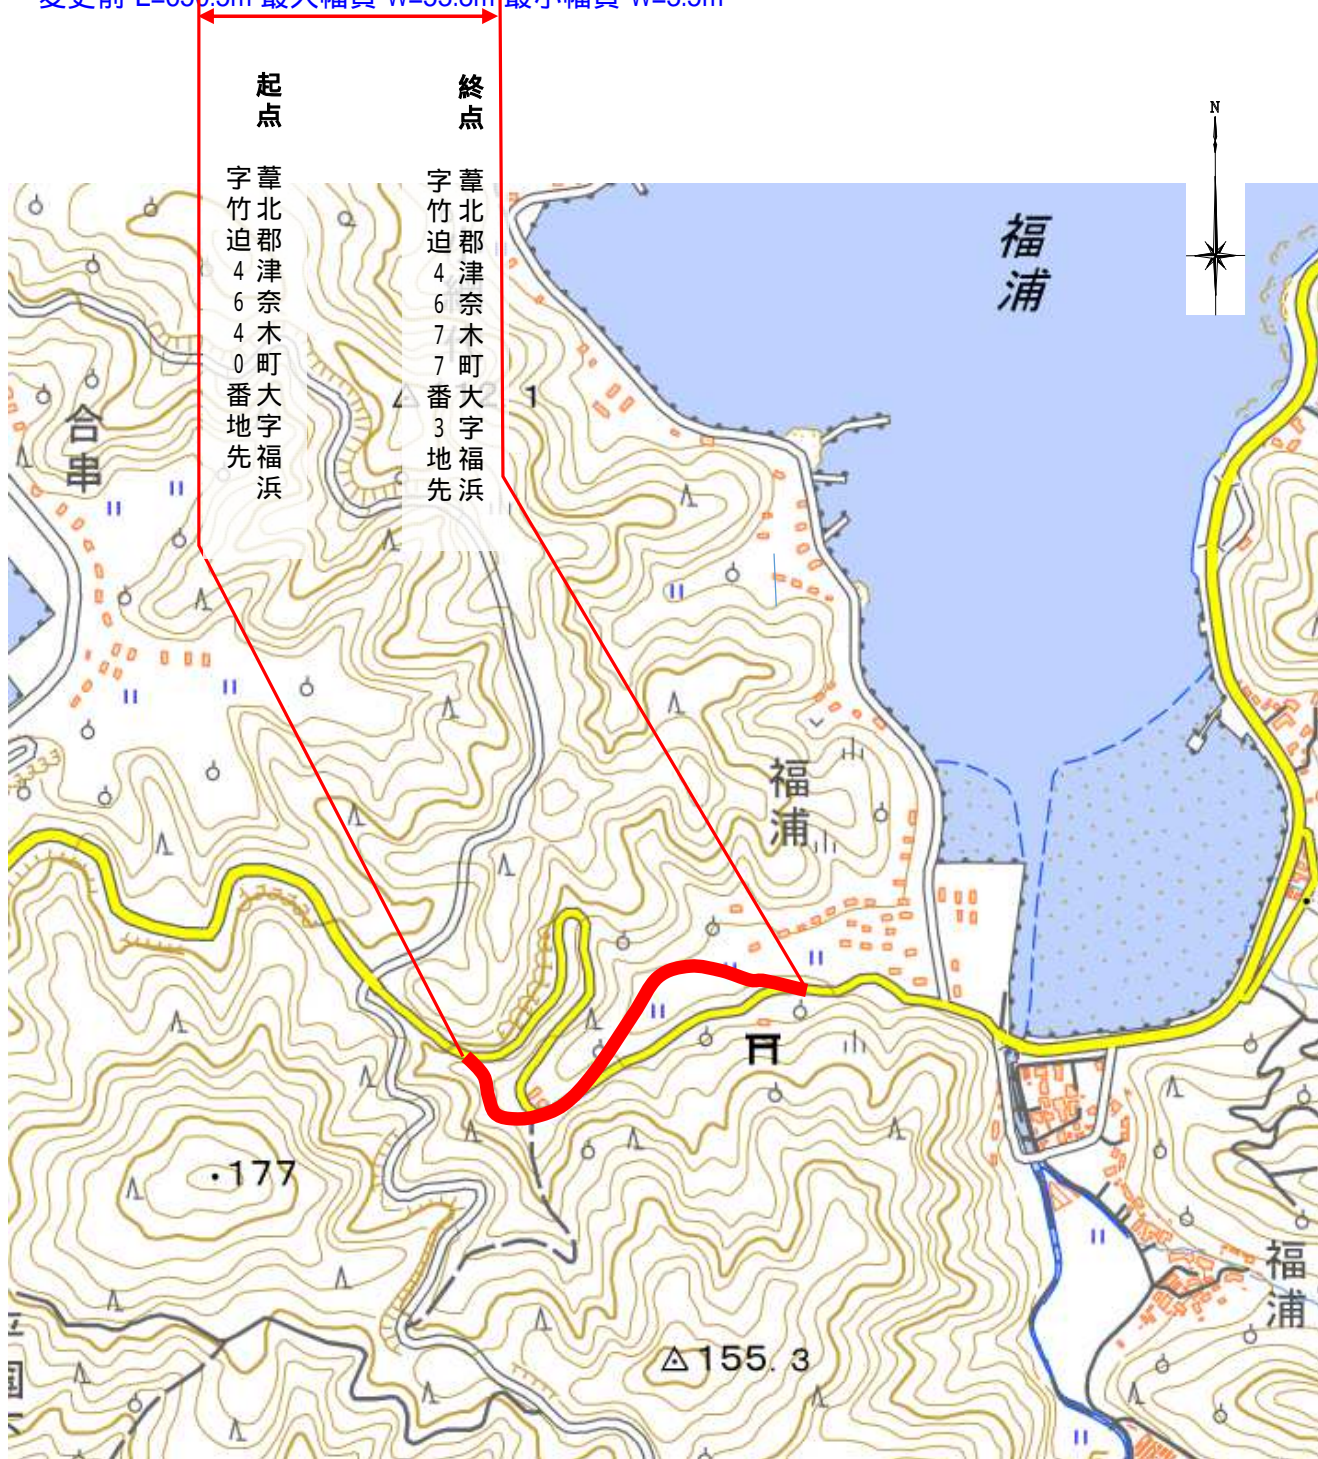 起点
葦北郡津奈木町大字福浜
字竹迫4640番地先
終点
葦北郡津奈木町大字福浜
字竹迫4677番3地先
N
福浦
合串
福浦
・177
155.3
福浦